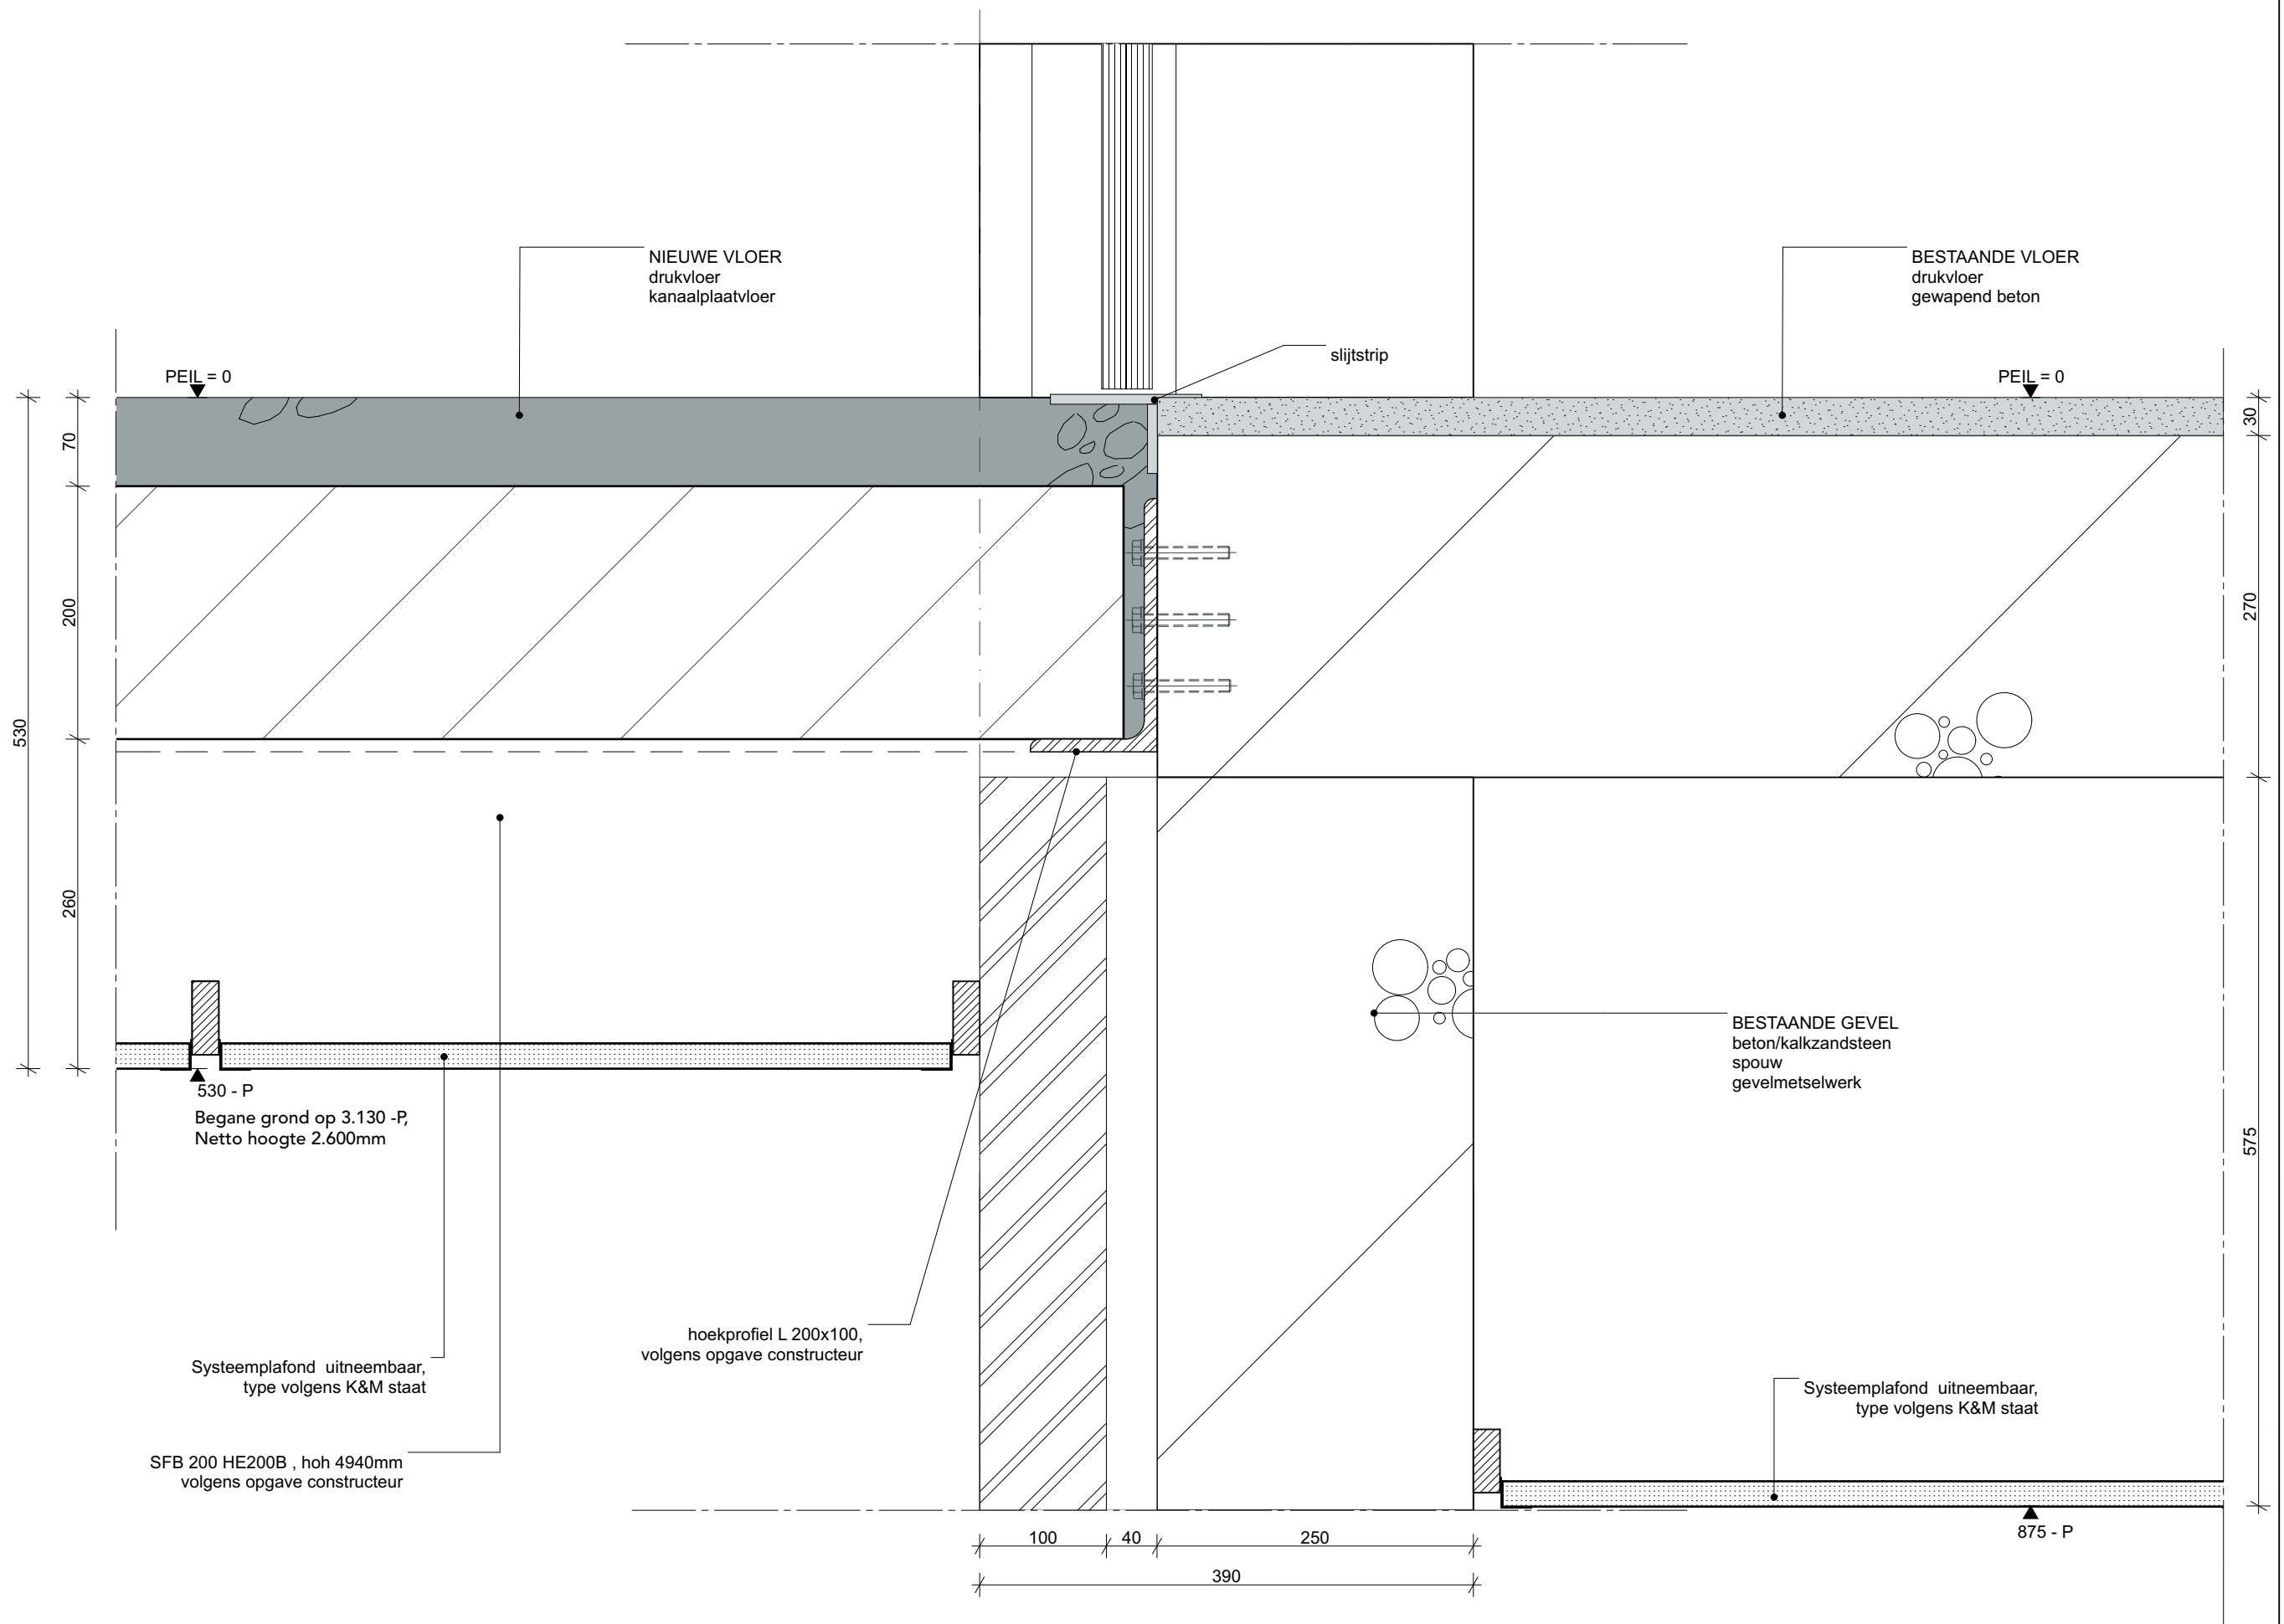 NIEUWE VLOER
drukvloer
kanaalplaatvloer
BESTAANDE VLOER
drukvloer
gewapend beton
slijtstrip
PEIL = 0
PEIL = 0
70
200
260
530
30
270
575
530 - P
Begane grond op 3.130 -P,
Netto hoogte 2.600mm
BESTAANDE GEVEL
beton/kalkzandsteen
spouw
gevelmetselwerk
hoekprofiel L 200x100,
volgens opgave constructeur
Systeemplafond uitneembaar,
type volgens K&M staat
Systeemplafond uitneembaar,
type volgens K&M staat
SFB 200 HE200B , hoh 4940mm
volgens opgave constructeur
875 - P
100
40
250
390